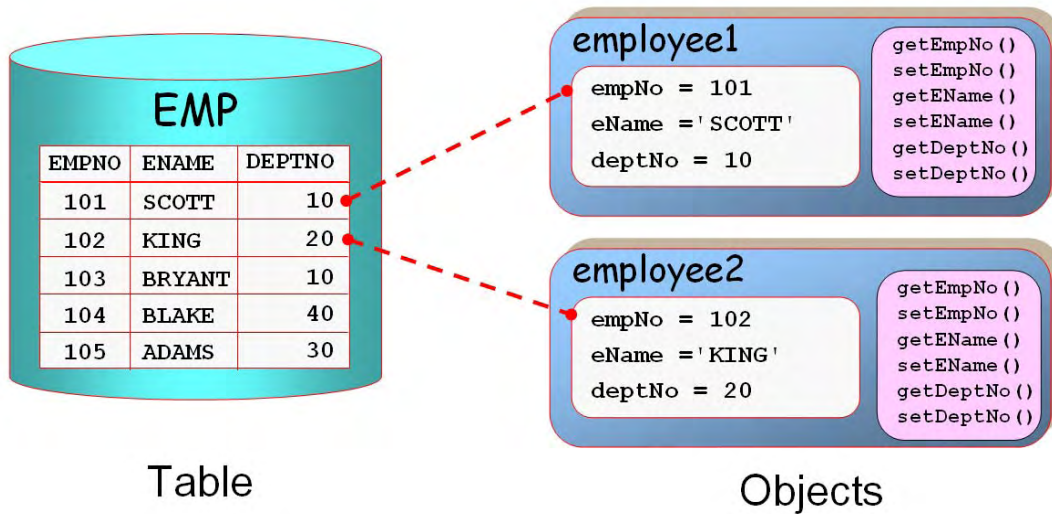 EMP
EMPNO ENAME DEPTNO
101 SCOTT 10
102 KING 20
103 BRYANT 10
104 BLAKE 40
105 ADAMS 30
Table
employee1
empNo = 101
eName ='SCOTT'
deptNo = 10
getEmpNo()
setEmpNo()
getEName()
setEName()
getDeptNo()
setDeptNo()
employee2
empNo = 102
eName ='KING'
deptNo = 20
getEmpNo()
setEmpNo()
getEName()
setEName()
getDeptNo()
setDeptNo()
Objects